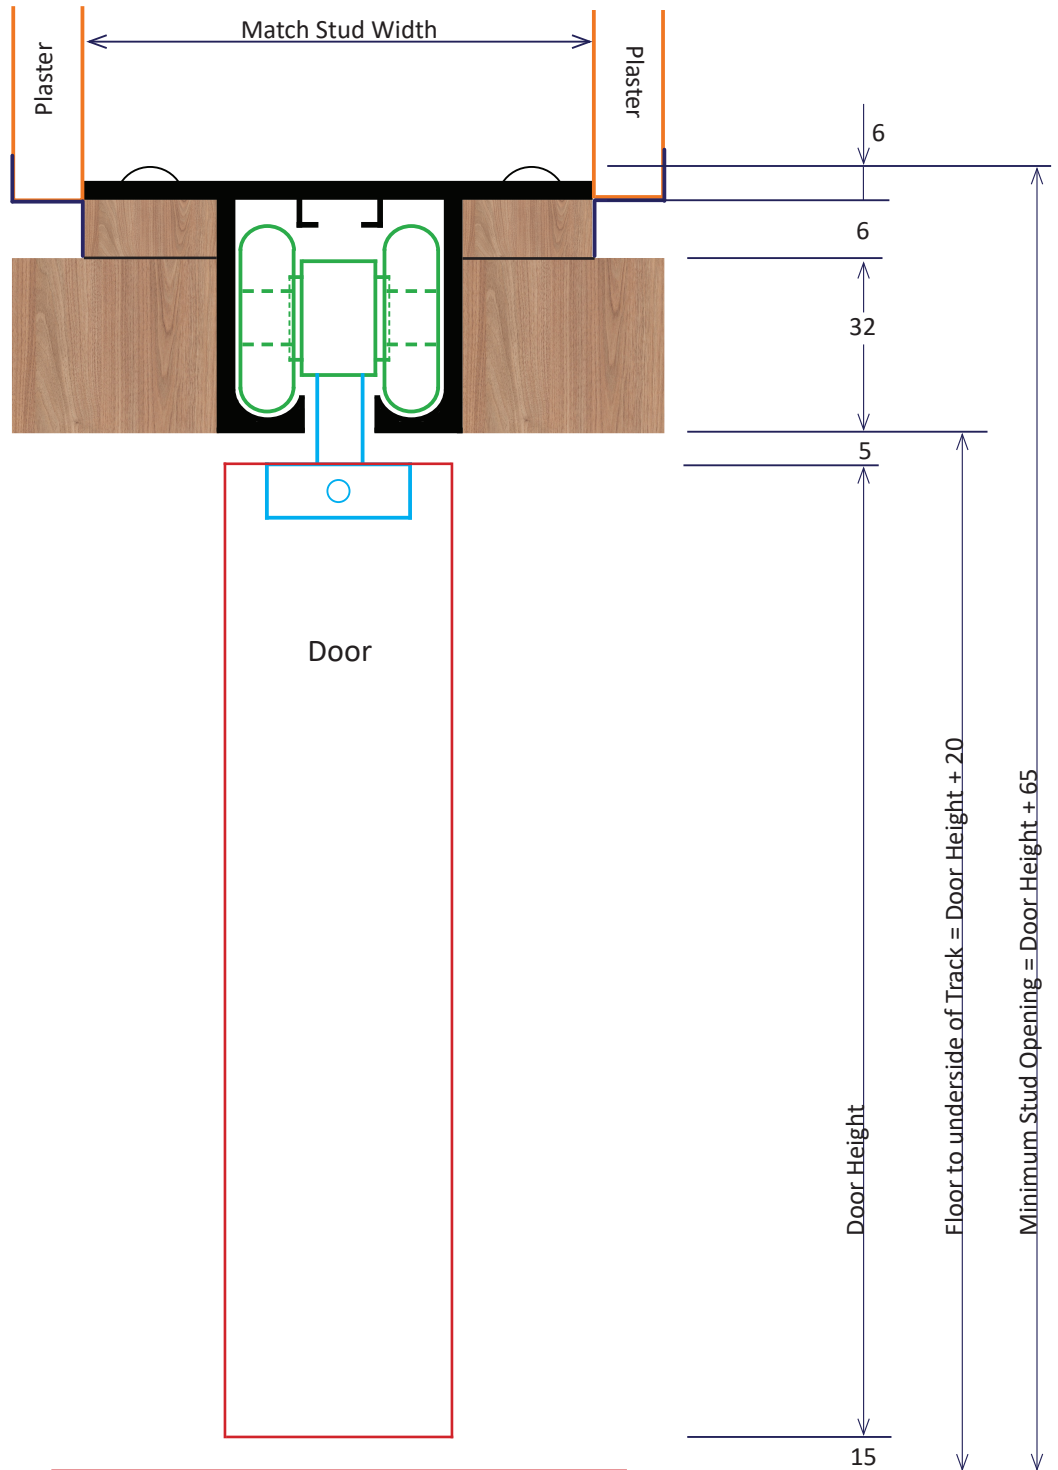 Match Stud Width
Plaster
Plaster
6
6
32
5
Door
Door Height
Floor to underside of Track = Door Height + 20
Minimum Stud Opening = Door Height + 65
15